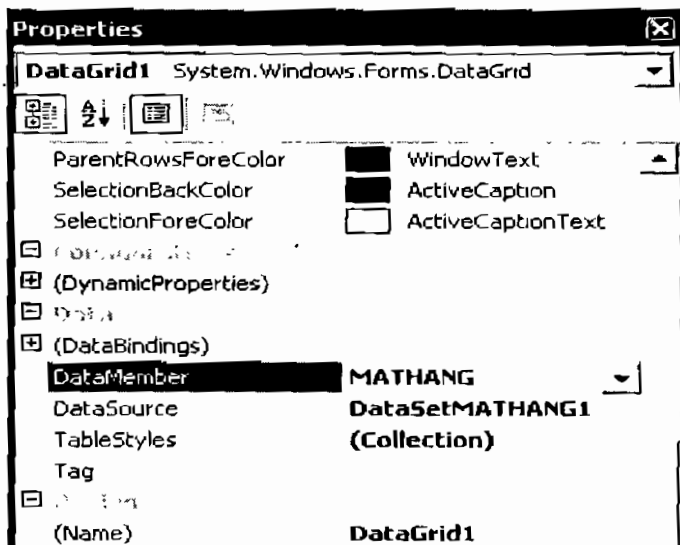 Properties
DataGrid1 System.Windows.Forms.DataGrid
ParentRowsForeColor WindowText
SelectionBackColor ActiveCaption
SelectionForeColor ActiveCaptionText
(DynamicProperties)
Data
(DataBindings)
DataMember MATHANG
DataSource DataSetMATHANG1
TableStyles (Collection)
Tag
(Name) DataGrid1